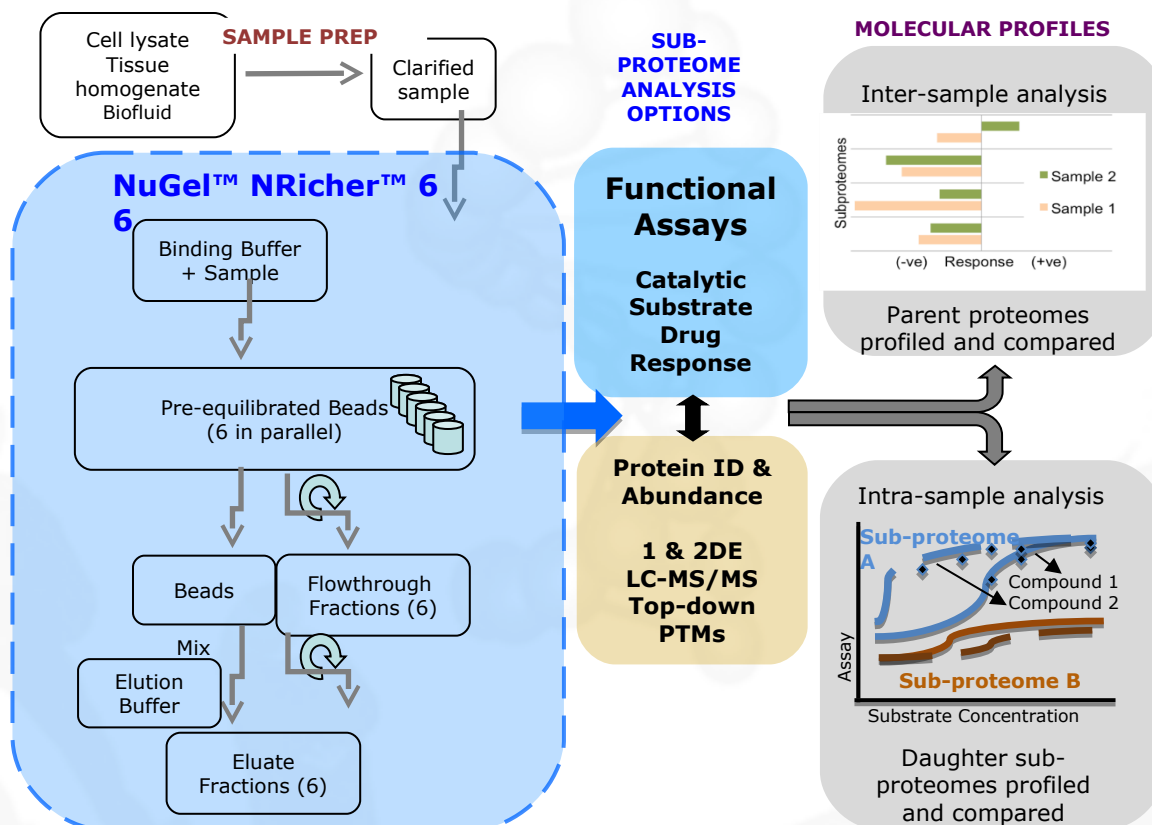 Cell lysate
Tissue
homogenate
Biofluid
SAMPLE PREP
Clarified
sample
NuGel™ NRicher™ 6
6
Binding Buffer
+ Sample
Pre-equilibrated Beads
(6 in parallel)
Beads
Flowthrough
Fractions (6)
Mix
Elution
Buffer
Eluate
Fractions (6)
SUB-
PROTEOME
ANALYSIS
OPTIONS
Functional
Assays
Catalytic
Substrate
Drug
Response
Protein ID &
Abundance
1 & 2DE
LC-MS/MS
Top-down
PTMs
MOLECULAR PROFILES
Inter-sample analysis
Subproteomes
Sample 2
Sample 1
(-ve) Response (+ve)
Parent proteomes
profiled and compared
Intra-sample analysis
Sub-proteome
A
Compound 1
Compound 2
Sub-proteome B
Assay
Substrate Concentration
Daughter sub-
proteomes profiled
and compared